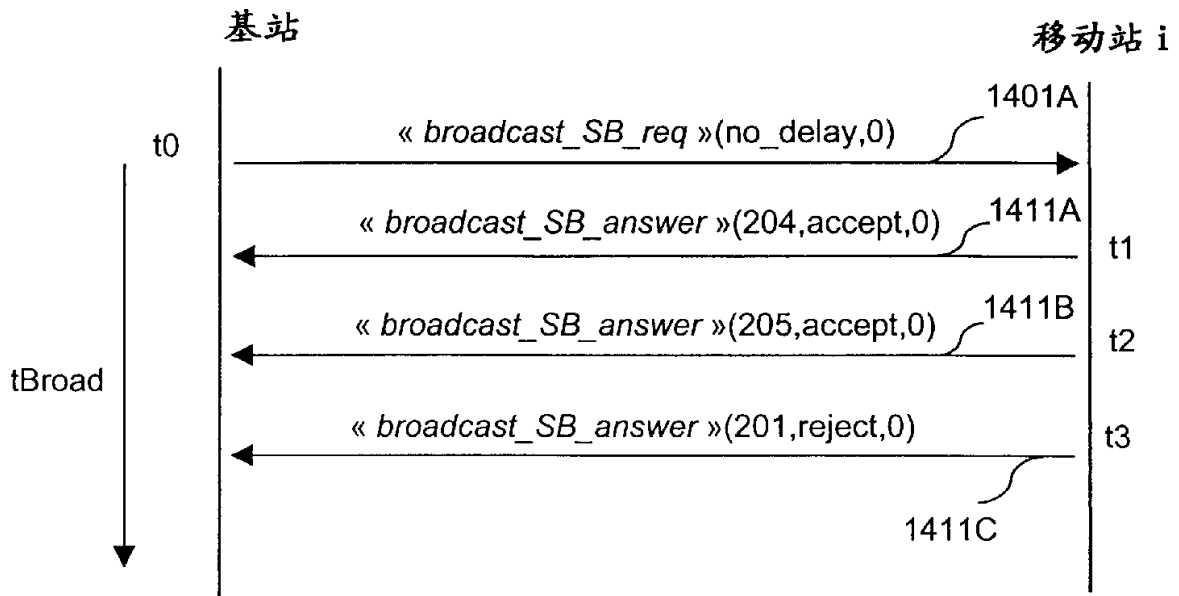 基站
移动站 i
1401A
t0
« broadcast_SB_req »(no_delay,0)
1411A
« broadcast_SB_answer »(204,accept,0)
t1
1411B
« broadcast_SB_answer »(205,accept,0)
t2
tBroad
« broadcast_SB_answer »(201,reject,0)
t3
1411C